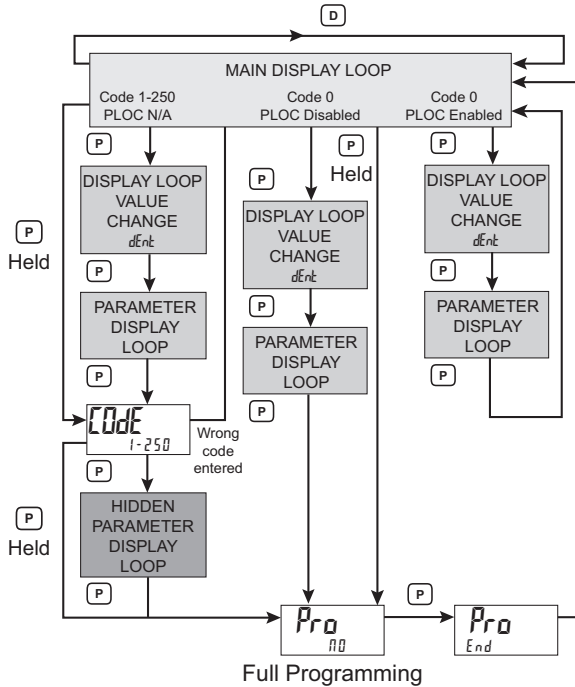 D
MAIN DISPLAY LOOP
Code 1-250
PLOC N/A
Code 0
PLOC Disabled
Code 0
PLOC Enabled
P
P
Held
P
P
DISPLAY LOOP
VALUE
CHANGE
dEnt
DISPLAY LOOP
VALUE
CHANGE
dEnt
DISPLAY LOOP
VALUE
CHANGE
dEnt
P
Held
P
P
P
PARAMETER
DISPLAY
LOOP
PARAMETER
DISPLAY
LOOP
PARAMETER
DISPLAY
LOOP
P
P
P
COdE
1-250
Wrong
code
entered
P
P
Held
HIDDEN
PARAMETER
DISPLAY
LOOP
P
Pro
NO
P
Pro
End
Full Programming